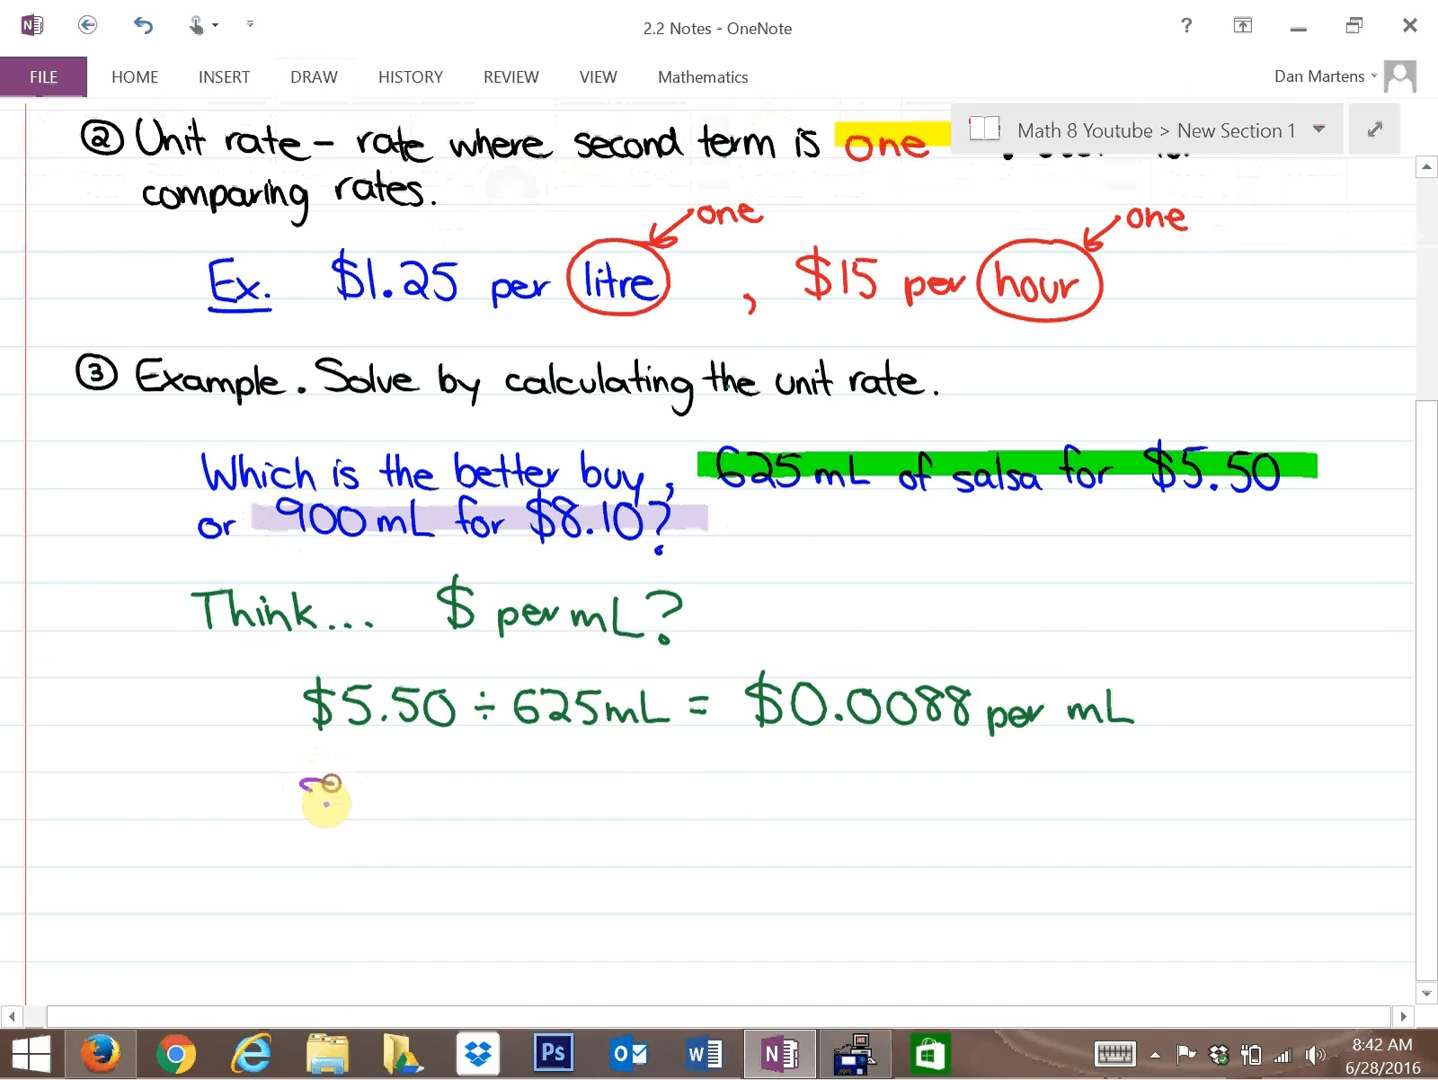 2.2 Notes - OneNote
?
FILE HOME INSERT DRAW HISTORY REVIEW VIEW Mathematics
Dan Martens
Math 8 Youtube > New Section 1
② Unit rate - rate where second term is one
comparing rates.
one
one
Ex. $1.25 per litre , $15 per hour
③ Example. Solve by calculating the unit rate.
Which is the better buy, 625 mL of salsa for $5.50
or 900 mL for $8.10?
Think... $ per mL?
$5.50 ÷ 625mL = $0.0088 per mL
8:42 AM
6/28/2016